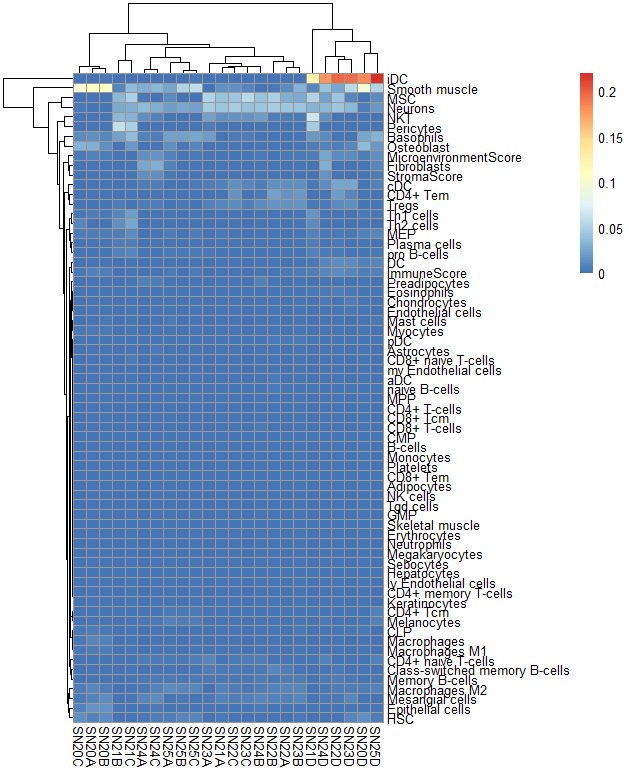 iDC
Smooth muscle
MSC
Neurons
NKT
Pericytes
Basophils
Osteoblast
MicroenvironmentScore
Fibroblasts
StromaScore
cDC
CD4+ Tem
Tregs
Th1 cells
Th2 cells
MEP
Plasma cells
pro B-cells
DC
ImmuneScore
Preadipocytes
Eosinophils
Chondrocytes
Endothelial cells
Mast cells
Myocytes
pDC
Astrocytes
CD8+ naive T-cells
mv Endothelial cells
aDC
naive B-cells
MPP
CD4+ T-cells
CD8+ Tcm
CD8+ T-cells
CMP
B-cells
Monocytes
Platelets
CD8+ Tem
Adipocytes
NK cells
Tgd cells
GMP
Skeletal muscle
Erythrocytes
Neutrophils
Megakaryocytes
Sebocytes
Hepatocytes
ly Endothelial cells
CD4+ memory T-cells
Keratinocytes
CD4+ Tcm
Melanocytes
CLP
Macrophages
Macrophages M1
CD4+ naive T-cells
Class-switched memory B-cells
Memory B-cells
Macrophages M2
Mesangial cells
Epithelial cells
HSC
SN20C
SN20A
SN20B
SN21B
SN21C
SN24A
SN24C
SN25A
SN25B
SN25C
SN23A
SN21A
SN22C
SN23C
SN24B
SN22B
SN22A
SN23B
SN21D
SN24D
SN22D
SN23D
SN20D
SN25D
0.2
0.15
0.1
0.05
0